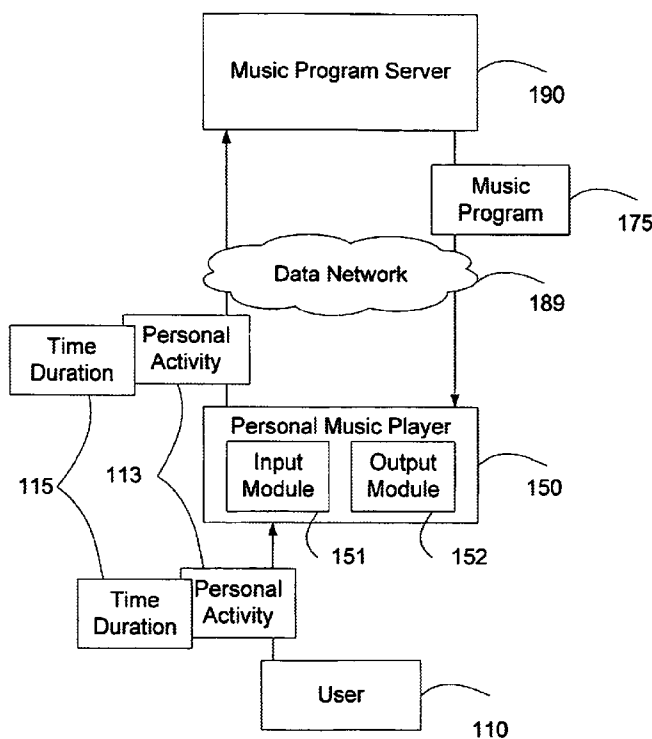 Music Program Server
190
Music
Program
175
Data Network
189
Time
Duration
Personal
Activity
Personal Music Player
Input
Module
Output
Module
150
115
113
151
152
Time
Duration
Personal
Activity
User
110